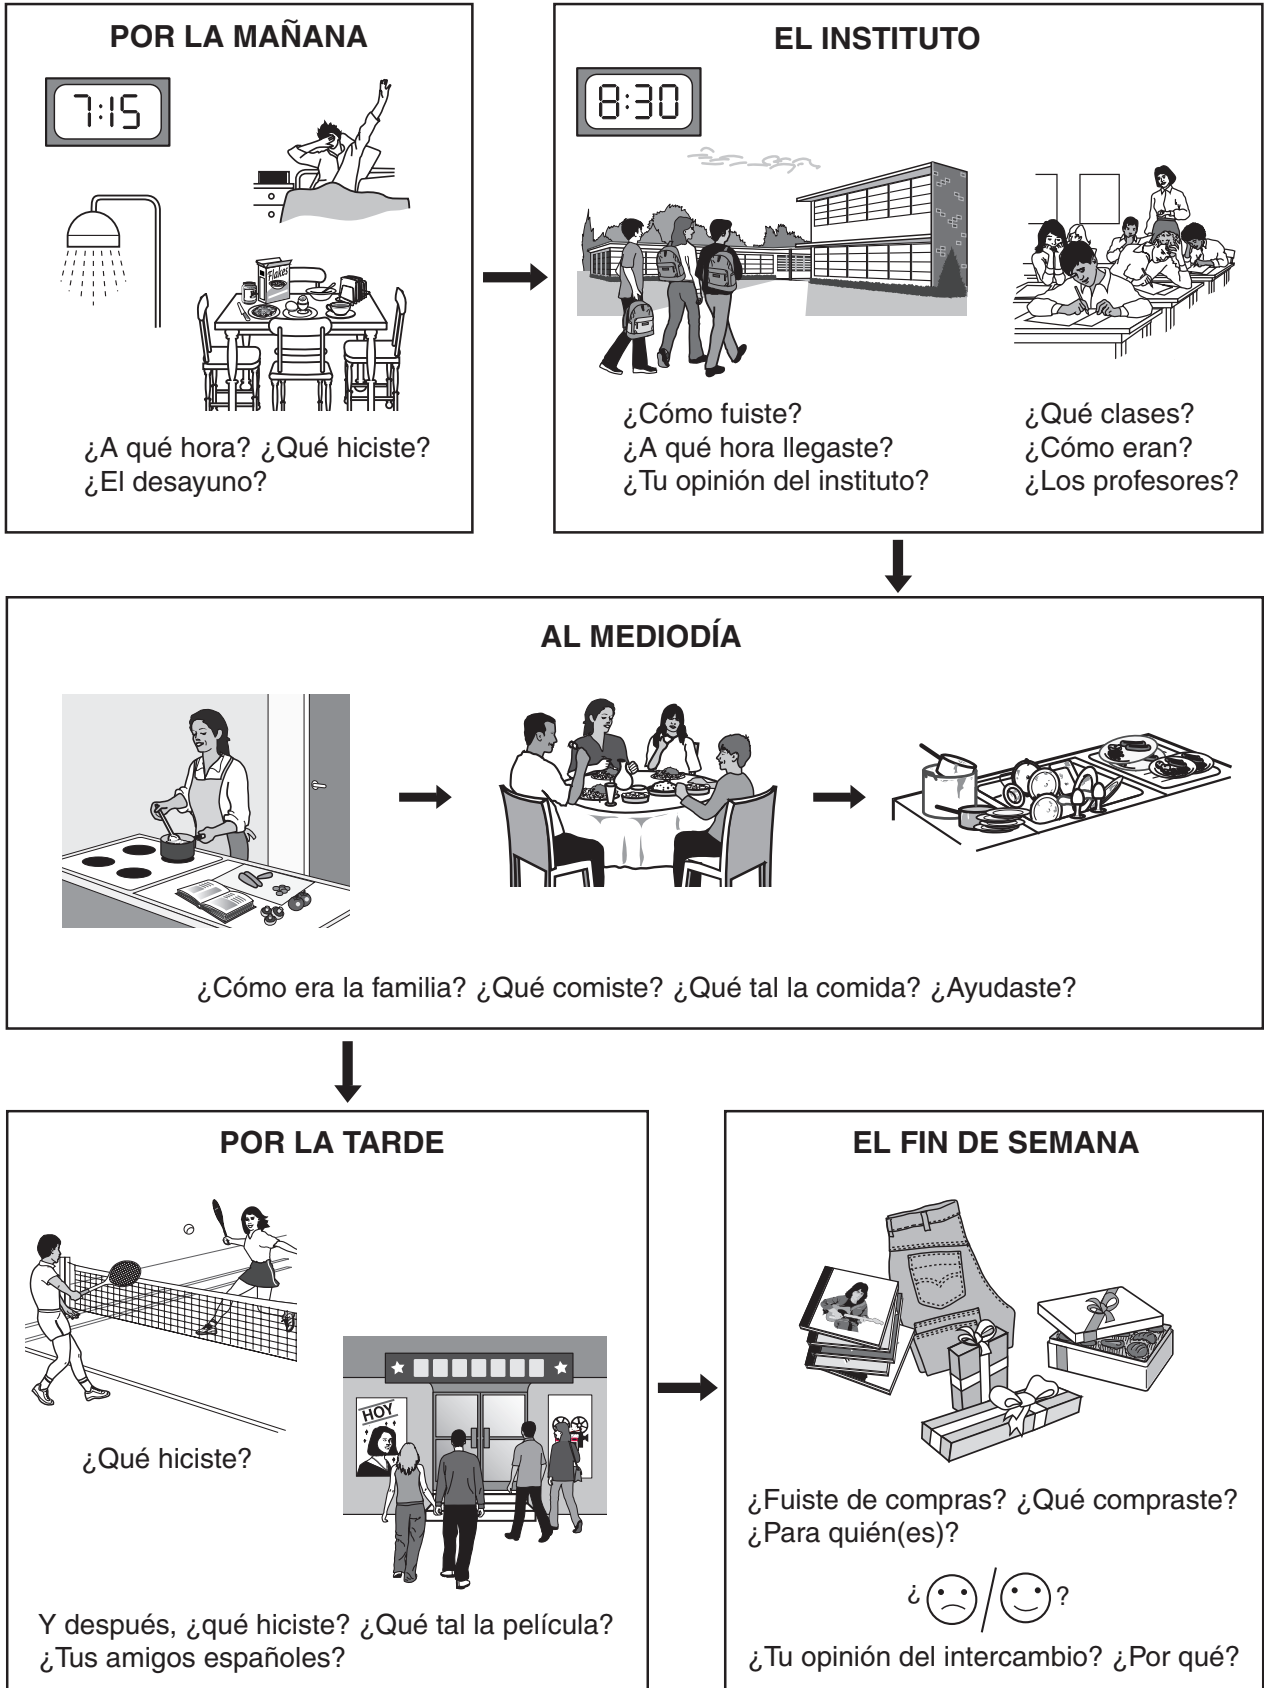 POR LA MAÑANA
7:15
Flakes
¿A qué hora? ¿Qué hiciste?
¿El desayuno?
EL INSTITUTO
8:30
¿Cómo fuiste?
¿A qué hora llegaste?
¿Tu opinión del instituto?
¿Qué clases?
¿Cómo eran?
¿Los profesores?
AL MEDIODÍA
¿Cómo era la familia? ¿Qué comiste? ¿Qué tal la comida? ¿Ayudaste?
POR LA TARDE
¿Qué hiciste?
HOY
Y después, ¿qué hiciste? ¿Qué tal la película?
¿Tus amigos españoles?
EL FIN DE SEMANA
¿Fuiste de compras? ¿Qué compraste?
¿Para quién(es)?
¿ / ?
¿Tu opinión del intercambio? ¿Por qué?